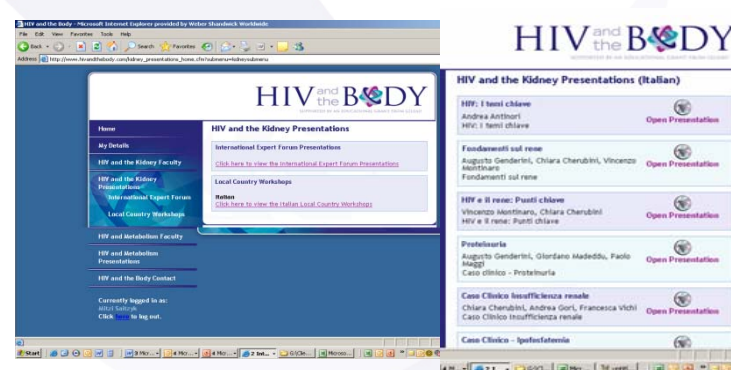 HIV and the Body - Microsoft Internet Explorer provided by Weber Shandwick Worldwide
File Edit View Favorites Tools Help
Back Search Favorites
Address http://www.hivandthebody.com/kidney_presentations_home.cfm?submenu=kidneysubmenu
HIV and the BODY
Home
My Details
HIV and the Kidney Faculty
HIV and the Kidney
Presentations
International Expert Forum
Local Country Workshops
HIV and Metabolism Faculty
HIV and Metabolism
Presentations
HIV and the Body Contact
Currently logged in as:
Click here to log out.
HIV and the Kidney Presentations
International Expert Forum Presentations
Click here to view the International Expert Forum Presentations
Local Country Workshops
Italian
Click here to view the Italian Local Country Workshops
Start
HIV and the BODY
HIV and the Kidney Presentations (Italian)
HIV: I temi chiave
Andrea Antinori
HIV: I temi chiave
Open Presentation
Fondamenti sul rene
Augusto Genderini, Chiara Cherubini, Vincenzo
Montinaro
Fondamenti sul rene
Open Presentation
HIV e il rene: Punti chiave
Vincenzo Montinaro, Chiara Cherubini
HIV e il rene: Punti chiave
Open Presentation
Proteinuria
Augusto Genderini, Giordano Madeddu, Paolo
Maggi
Caso clinico - Proteinuria
Open Presentation
Caso Clinico Insufficienza renale
Chiara Cherubini, Andrea Gori, Francesca Vichi
Caso Clinico Insufficienza renale
Open Presentation
Caso Clinico - Ipofosfatemia